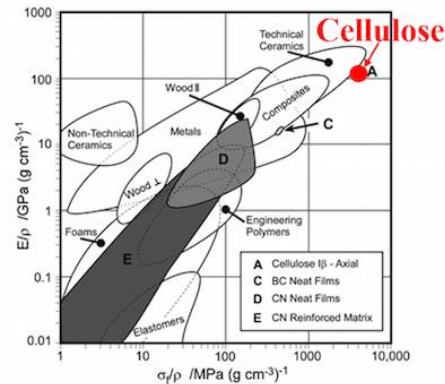 Cellulose
Technical
Ceramics
A
Wood ||
Composites
C
Non-Technical
Ceramics
Metals
D
Wood ⊥
Foams
Engineering
Polymers
E
Elastomers
A Cellulose Iβ - Axial
C BC Neat Films
D CN Neat Films
E CN Reinforced Matrix
E/ρ /GPa (g cm⁻³)⁻¹
1000
100
10
1
0.1
0.01
1 10 100 1000 10,000
σf/ρ /MPa (g cm⁻³)⁻¹